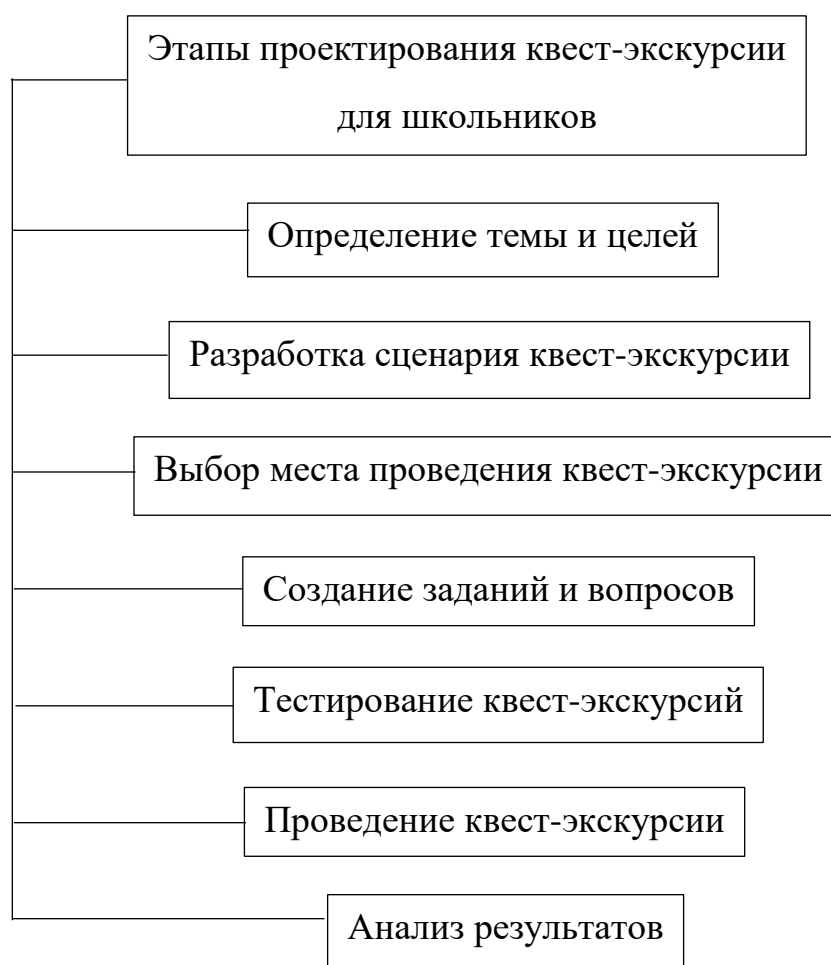 Этапы проектирования квест-экскурсии
для школьников
Определение темы и целей
Разработка сценария квест-экскурсии
Выбор места проведения квест-экскурсии
Создание заданий и вопросов
Тестирование квест-экскурсий
Проведение квест-экскурсии
Анализ результатов